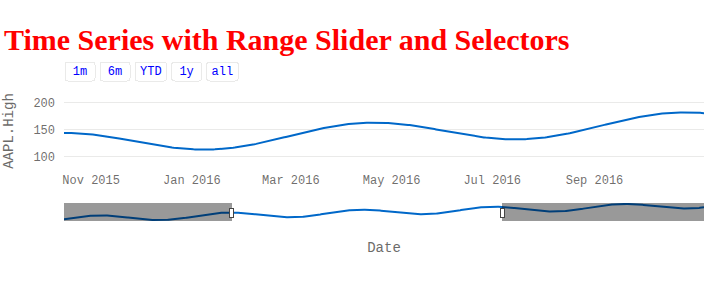 Time Series with Range Slider and Selectors
1m 6m YTD 1y all
AAPL.High
200
150
100
Nov 2015 Jan 2016 Mar 2016 May 2016 Jul 2016 Sep 2016
Date